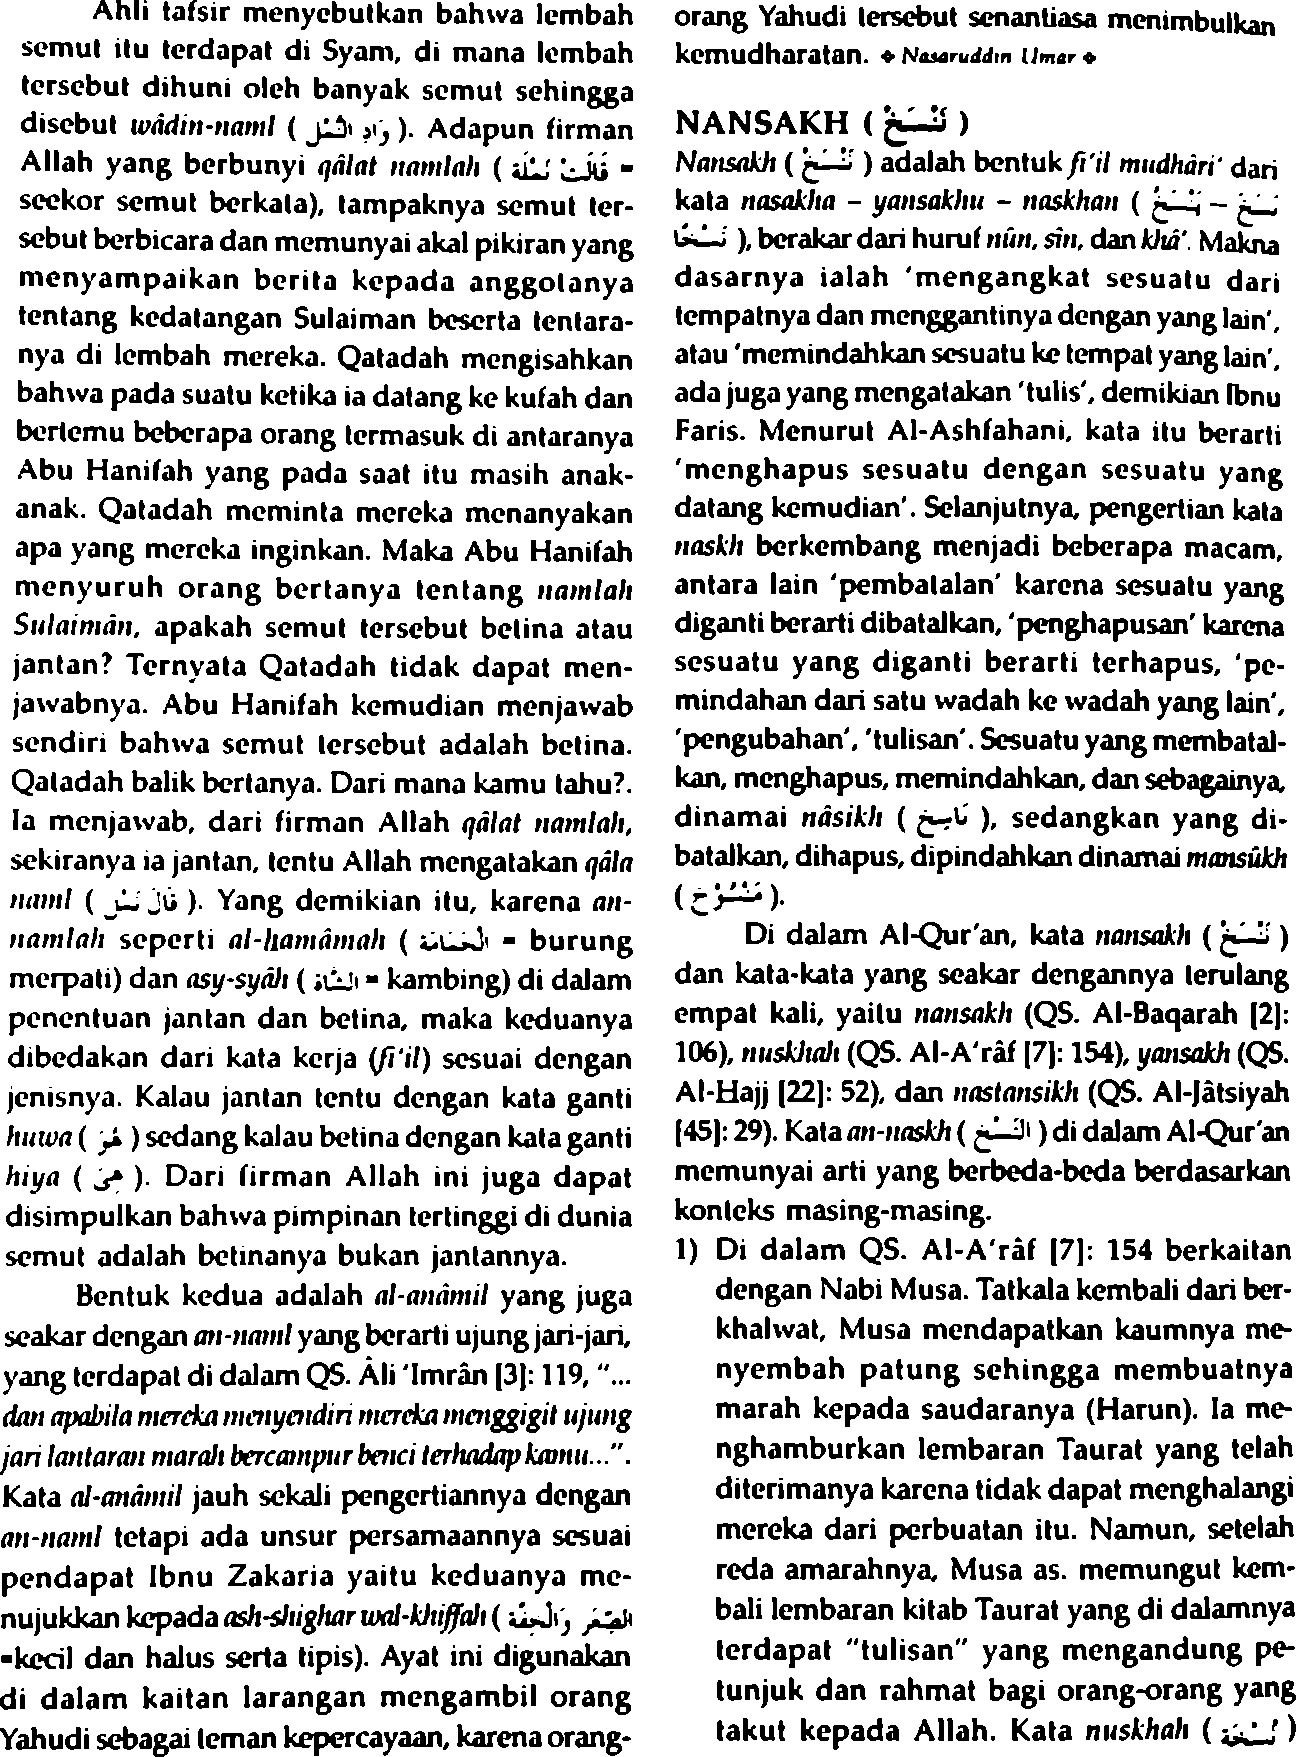 Ahli tafsir menyebutkan bahwa lembah
semut itu terdapat di Syam, di mana lembah
tersebut dihuni oleh banyak semut sehingga
disebut wâdin-naml ( وَادِ النَّمْلِ ). Adapun firman
Allah yang berbunyi qâlat namlah ( قَالَتْ نَمْلَةٌ =
seekor semut berkata), tampaknya semut ter-
sebut berbicara dan memunyai akal pikiran yang
menyampaikan berita kepada anggotanya
tentang kedatangan Sulaiman beserta tentara-
nya di lembah mereka. Qatadah mengisahkan
bahwa pada suatu ketika ia datang ke kufah dan
bertemu beberapa orang termasuk di antaranya
Abu Hanifah yang pada saat itu masih anak-
anak. Qatadah meminta mereka menanyakan
apa yang mereka inginkan. Maka Abu Hanifah
menyuruh orang bertanya tentang namlah
Sulaimân, apakah semut tersebut betina atau
jantan? Ternyata Qatadah tidak dapat men-
jawabnya. Abu Hanifah kemudian menjawab
sendiri bahwa semut tersebut adalah betina.
Qatadah balik bertanya. Dari mana kamu tahu?.
Ia menjawab, dari firman Allah qâlat namlah,
sekiranya ia jantan, tentu Allah mengatakan qâla
naml ( قَالَ نَمْلٌ ). Yang demikian itu, karena an-
namlah seperti al-hamâmah ( الْحَمَامَة = burung
merpati) dan asy-syâh ( الشَّاة = kambing) di dalam
penentuan jantan dan betina, maka keduanya
dibedakan dari kata kerja (fi'il) sesuai dengan
jenisnya. Kalau jantan tentu dengan kata ganti
huwa ( هُوَ ) sedang kalau betina dengan kata ganti
hiya ( هِيَ ). Dari firman Allah ini juga dapat
disimpulkan bahwa pimpinan tertinggi di dunia
semut adalah betinanya bukan jantannya.
Bentuk kedua adalah al-anâmil yang juga
seakar dengan an-naml yang berarti ujung jari-jari,
yang terdapat di dalam QS. Âli 'Imrân [3]: 119, "...
dan apabila mereka menyendiri mereka menggigit ujung
jari lantaran marah bercampur benci terhadap kamu...".
Kata al-anâmil jauh sekali pengertiannya dengan
an-naml tetapi ada unsur persamaannya sesuai
pendapat Ibnu Zakaria yaitu keduanya me-
nujukkan kepada ash-shighar wal-khiffah ( الصِّغَر وَالْخِفَّة
=kecil dan halus serta tipis). Ayat ini digunakan
di dalam kaitan larangan mengambil orang
Yahudi sebagai teman kepercayaan, karena orang-
orang Yahudi tersebut senantiasa menimbulkan
kemudharatan. ◆ Nasaruddin Umar ◆
NANSAKH ( نَنْسَخْ )
Nansakh ( نَنْسَخْ ) adalah bentuk fi'il mudhâri' dari
kata nasakha – yansakhu – naskhan ( نَسَخَ – يَنْسَخُ
نَسْخًا ), berakar dari huruf nûn, sîn, dan khâ'. Makna
dasarnya ialah 'mengangkat sesuatu dari
tempatnya dan menggantinya dengan yang lain',
atau 'memindahkan sesuatu ke tempat yang lain',
ada juga yang mengatakan 'tulis', demikian Ibnu
Faris. Menurut Al-Ashfahani, kata itu berarti
'menghapus sesuatu dengan sesuatu yang
datang kemudian'. Selanjutnya, pengertian kata
naskh berkembang menjadi beberapa macam,
antara lain 'pembatalan' karena sesuatu yang
diganti berarti dibatalkan, 'penghapusan' karena
sesuatu yang diganti berarti terhapus, 'pe-
mindahan dari satu wadah ke wadah yang lain',
'pengubahan', 'tulisan'. Sesuatu yang membatal-
kan, menghapus, memindahkan, dan sebagainya,
dinamai nâsikh ( نَاسِخ ), sedangkan yang di-
batalkan, dihapus, dipindahkan dinamai mansûkh
( مَنْسُوْخ ).
Di dalam Al-Qur'an, kata nansakh ( نَنْسَخْ )
dan kata-kata yang seakar dengannya terulang
empat kali, yaitu nansakh (QS. Al-Baqarah [2]:
106), nuskhah (QS. Al-A'râf [7]: 154), yansakh (QS.
Al-Hajj [22]: 52), dan nastansikh (QS. Al-Jâtsiyah
[45]: 29). Kata an-naskh ( النَّسْخ ) di dalam Al-Qur'an
memunyai arti yang berbeda-beda berdasarkan
konteks masing-masing.
1) Di dalam QS. Al-A'râf [7]: 154 berkaitan
dengan Nabi Musa. Tatkala kembali dari ber-
khalwat, Musa mendapatkan kaumnya me-
nyembah patung sehingga membuatnya
marah kepada saudaranya (Harun). Ia me-
nghamburkan lembaran Taurat yang telah
diterimanya karena tidak dapat menghalangi
mereka dari perbuatan itu. Namun, setelah
reda amarahnya, Musa as. memungut kem-
bali lembaran kitab Taurat yang di dalamnya
terdapat "tulisan" yang mengandung pe-
tunjuk dan rahmat bagi orang-orang yang
takut kepada Allah. Kata nuskhah ( نُسْخَة )